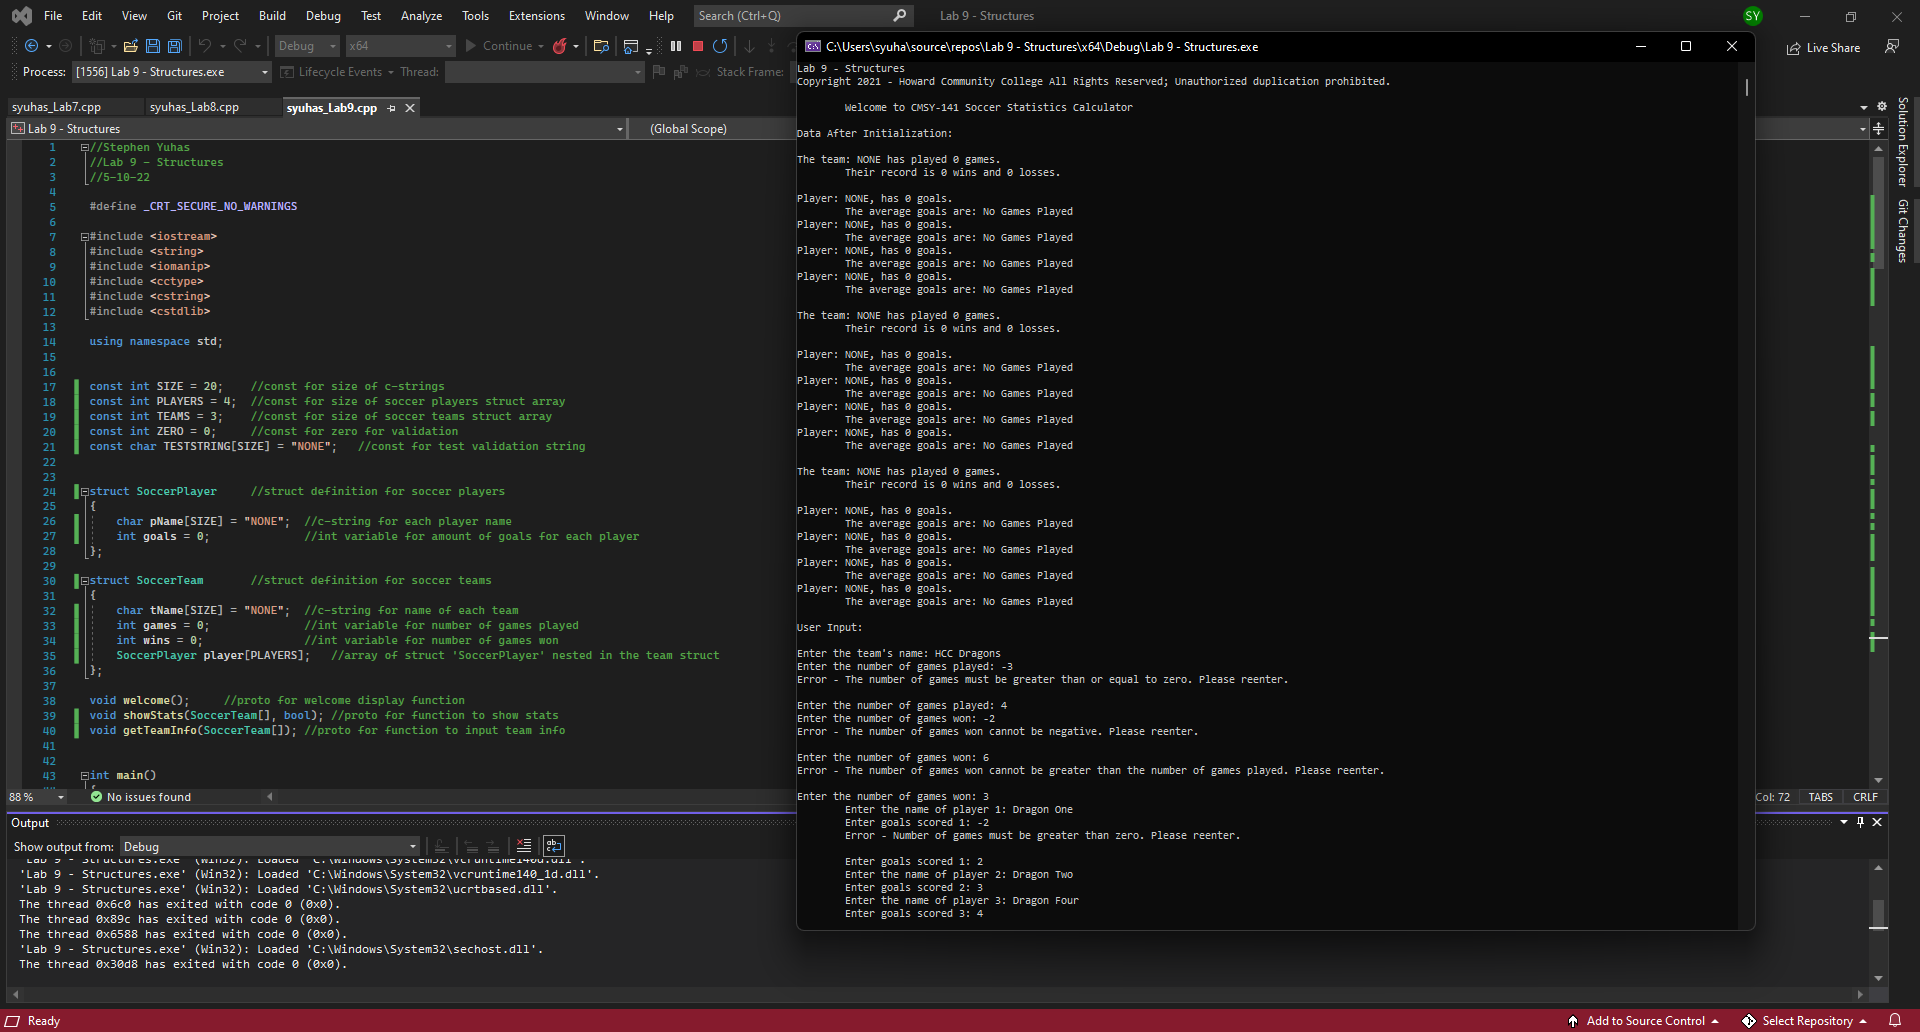 File Edit View Git Project Build Debug Test Analyze Tools Extensions Window Help Search (Ctrl+Q) Lab 9 - Structures SY
Debug x64 Continue Live Share
Process: [1556] Lab 9 - Structures.exe Lifecycle Events Thread: Stack Frame:
syuhas_Lab7.cpp syuhas_Lab8.cpp syuhas_Lab9.cpp
Lab 9 - Structures (Global Scope)
1 //Stephen Yuhas
2 //Lab 9 - Structures
3 //5-10-22
4
5 #define _CRT_SECURE_NO_WARNINGS
6
7 #include <iostream>
8 #include <string>
9 #include <iomanip>
10 #include <cctype>
11 #include <cstring>
12 #include <cstdlib>
13
14 using namespace std;
15
16
17 const int SIZE = 20; //const for size of c-strings
18 const int PLAYERS = 4; //const for size of soccer players struct array
19 const int TEAMS = 3; //const for size of soccer teams struct array
20 const int ZERO = 0; //const for zero for validation
21 const char TESTSTRING[SIZE] = "NONE"; //const for test validation string
22
23
24 struct SoccerPlayer //struct definition for soccer players
25 {
26 char pName[SIZE] = "NONE"; //c-string for each player name
27 int goals = 0; //int variable for amount of goals for each player
28 };
29
30 struct SoccerTeam //struct definition for soccer teams
31 {
32 char tName[SIZE] = "NONE"; //c-string for name of each team
33 int games = 0; //int variable for number of games played
34 int wins = 0; //int variable for number of games won
35 SoccerPlayer player[PLAYERS]; //array of struct 'SoccerPlayer' nested in the team struct
36 };
37
38 void welcome(); //proto for welcome display function
39 void showStats(SoccerTeam[], bool); //proto for function to show stats
40 void getTeamInfo(SoccerTeam[]); //proto for function to input team info
41
42
43 int main()
88 % No issues found Col: 72 TABS CRLF
Output
Show output from: Debug
'Lab 9 - Structures.exe' (Win32): Loaded 'C:\Windows\System32\vcruntime140d.dll'.
'Lab 9 - Structures.exe' (Win32): Loaded 'C:\Windows\System32\vcruntime140_1d.dll'.
'Lab 9 - Structures.exe' (Win32): Loaded 'C:\Windows\System32\ucrtbased.dll'.
The thread 0x6c0 has exited with code 0 (0x0).
The thread 0x89c has exited with code 0 (0x0).
The thread 0x6588 has exited with code 0 (0x0).
'Lab 9 - Structures.exe' (Win32): Loaded 'C:\Windows\System32\sechost.dll'.
The thread 0x30d8 has exited with code 0 (0x0).
C:\Users\syuha\source\repos\Lab 9 - Structures\x64\Debug\Lab 9 - Structures.exe
Lab 9 - Structures
Copyright 2021 - Howard Community College All Rights Reserved; Unauthorized duplication prohibited.
Welcome to CMSY-141 Soccer Statistics Calculator
Data After Initialization:
The team: NONE has played 0 games.
Their record is 0 wins and 0 losses.
Player: NONE, has 0 goals.
The average goals are: No Games Played
Player: NONE, has 0 goals.
The average goals are: No Games Played
Player: NONE, has 0 goals.
The average goals are: No Games Played
Player: NONE, has 0 goals.
The average goals are: No Games Played
The team: NONE has played 0 games.
Their record is 0 wins and 0 losses.
Player: NONE, has 0 goals.
The average goals are: No Games Played
Player: NONE, has 0 goals.
The average goals are: No Games Played
Player: NONE, has 0 goals.
The average goals are: No Games Played
Player: NONE, has 0 goals.
The average goals are: No Games Played
The team: NONE has played 0 games.
Their record is 0 wins and 0 losses.
Player: NONE, has 0 goals.
The average goals are: No Games Played
Player: NONE, has 0 goals.
The average goals are: No Games Played
Player: NONE, has 0 goals.
The average goals are: No Games Played
Player: NONE, has 0 goals.
The average goals are: No Games Played
User Input:
Enter the team's name: HCC Dragons
Enter the number of games played: -3
Error - The number of games must be greater than or equal to zero. Please reenter.
Enter the number of games played: 4
Enter the number of games won: -2
Error - The number of games won cannot be negative. Please reenter.
Enter the number of games won: 6
Error - The number of games won cannot be greater than the number of games played. Please reenter.
Enter the number of games won: 3
Enter the name of player 1: Dragon One
Enter goals scored 1: -2
Error - Number of games must be greater than zero. Please reenter.
Enter goals scored 1: 2
Enter the name of player 2: Dragon Two
Enter goals scored 2: 3
Enter the name of player 3: Dragon Four
Enter goals scored 3: 4
Solution Explorer
Git Changes
Ready Add to Source Control Select Repository